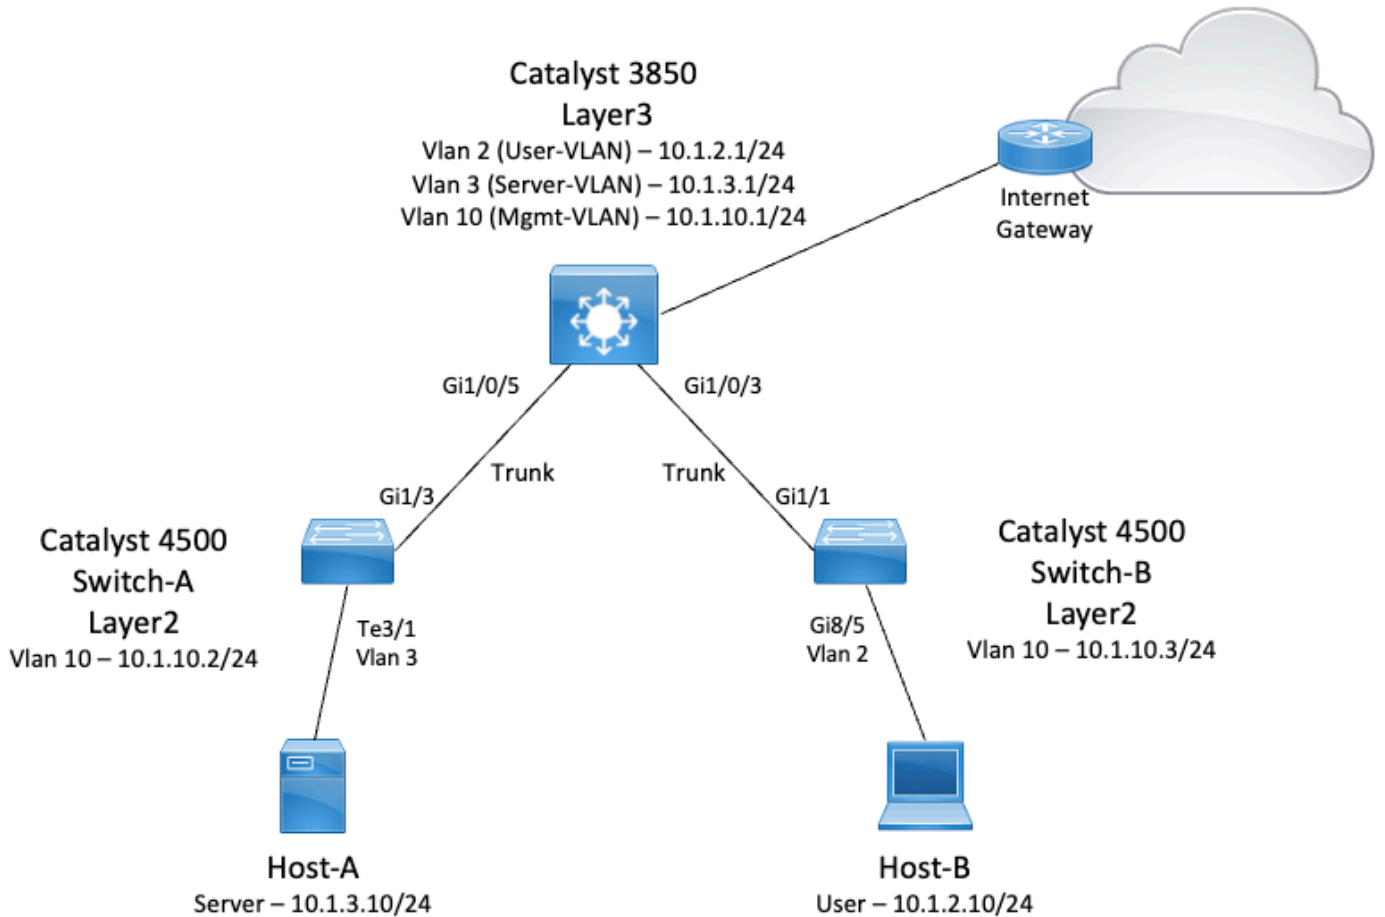 Catalyst 3850
Layer3
Vlan 2 (User-VLAN) – 10.1.2.1/24
Vlan 3 (Server-VLAN) – 10.1.3.1/24
Vlan 10 (Mgmt-VLAN) – 10.1.10.1/24
Internet
Gateway
Gi1/0/5
Gi1/0/3
Trunk
Trunk
Gi1/3
Gi1/1
Catalyst 4500
Switch-A
Layer2
Vlan 10 – 10.1.10.2/24
Catalyst 4500
Switch-B
Layer2
Vlan 10 – 10.1.10.3/24
Te3/1
Vlan 3
Gi8/5
Vlan 2
Host-A
Server – 10.1.3.10/24
Host-B
User – 10.1.2.10/24